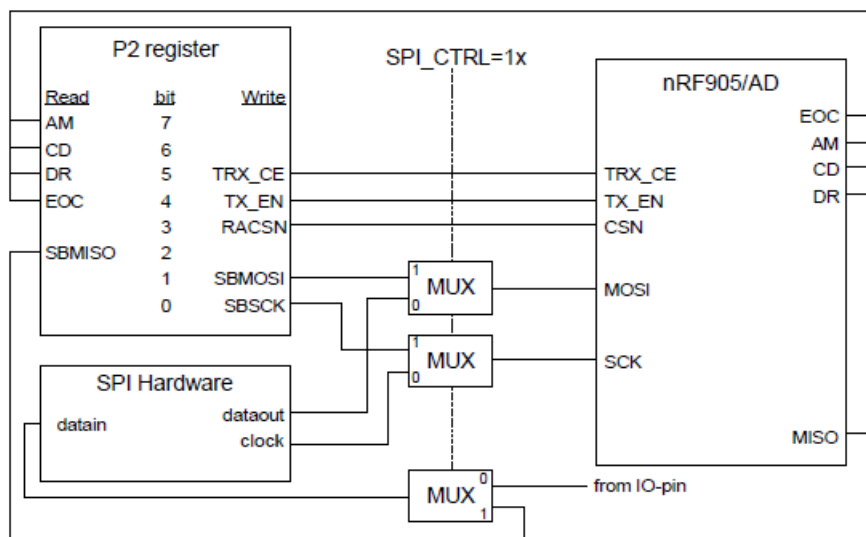 P2 register
Read bit Write
AM 7
CD 6
DR 5 TRX_CE
EOC 4 TX_EN
3 RACSN
SBMISO 2
1 SBMOSI
0 SBSCK
SPI_CTRL=1x
nRF905/AD
EOC
AM
CD
DR
TRX_CE
TX_EN
CSN
MOSI
SCK
MISO
1
MUX
0
1
MUX
0
SPI Hardware
dataout
datain
clock
0
MUX
1
from IO-pin